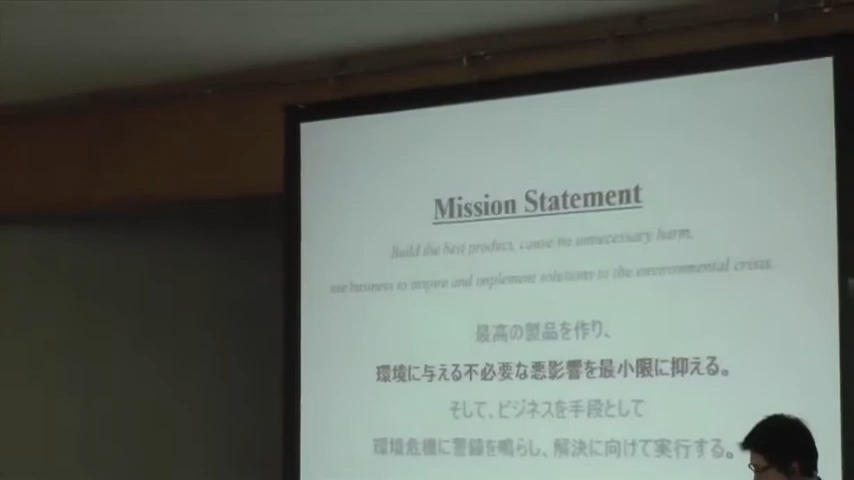 Mission Statement
Build the best product, cause no unnecessary harm,
use business to inspire and implement solutions to the environmental crisis.
最高の製品を作り、
環境に与える不必要な悪影響を最小限に抑える。
そして、ビジネスを手段として
環境危機に警鐘を鳴らし、解決に向けて実行する。